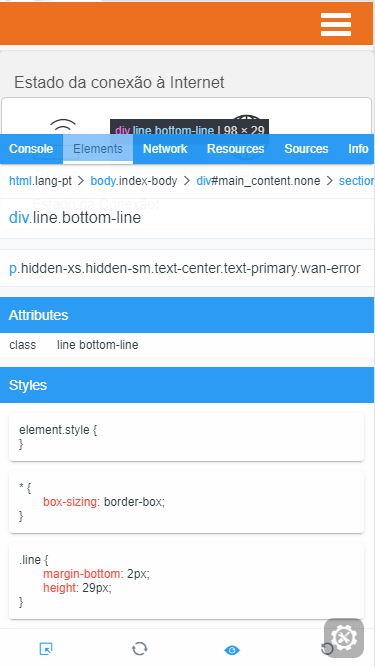 Estado da conexão à Internet
div.line.bottom-line | 98 × 29
Console Elements Network Resources Sources Info
html.lang-pt > body.index-body > div#main_content.none > section
Estado da Conexão:
div.line.bottom-line
p.hidden-xs.hidden-sm.text-center.text-primary.wan-error
Attributes
class line bottom-line
Styles
element.style {
}
* {
box-sizing: border-box;
}
.line {
margin-bottom: 2px;
height: 29px;
}